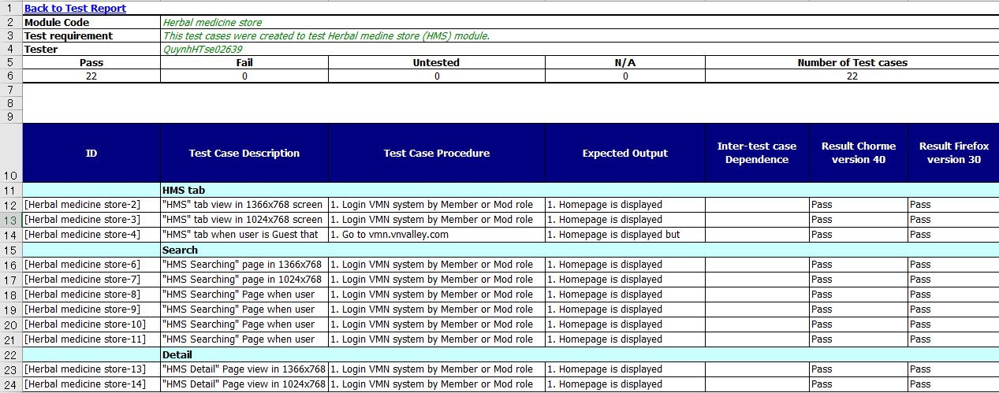 1 Back to Test Report
2 Module Code Herbal medicine store
3 Test requirement This test cases were created to test Herbal medine store (HMS) module.
4 Tester QuynhHTse02639
5 Pass Fail Untested N/A Number of Test cases
6 22 0 0 0 22
7
8
9
10 ID Test Case Description Test Case Procedure Expected Output Inter-test case Dependence Result Chorme version 40 Result Firefox version 30
11 HMS tab
12 [Herbal medicine store-2] "HMS" tab view in 1366x768 screen 1. Login VMN system by Member or Mod role 1. Homepage is displayed Pass Pass
13 [Herbal medicine store-3] "HMS" tab view in 1024x768 screen 1. Login VMN system by Member or Mod role 1. Homepage is displayed Pass Pass
14 [Herbal medicine store-4] "HMS" tab when user is Guest that 1. Go to vmn.vnvalley.com 1. Homepage is displayed but Pass Pass
15 Search
16 [Herbal medicine store-6] "HMS Searching" page in 1366x768 1. Login VMN system by Member or Mod role 1. Homepage is displayed Pass Pass
17 [Herbal medicine store-7] "HMS Searching" page in 1024x768 1. Login VMN system by Member or Mod role 1. Homepage is displayed Pass Pass
18 [Herbal medicine store-8] "HMS Searching" Page when user 1. Login VMN system by Member or Mod role 1. Homepage is displayed Pass Pass
19 [Herbal medicine store-9] "HMS Searching" Page when user 1. Login VMN system by Member or Mod role 1. Homepage is displayed Pass Pass
20 [Herbal medicine store-10] "HMS Searching" Page when user 1. Login VMN system by Member or Mod role 1. Homepage is displayed Pass Pass
21 [Herbal medicine store-11] "HMS Searching" Page when user 1. Login VMN system by Member or Mod role 1. Homepage is displayed Pass Pass
22 Detail
23 [Herbal medicine store-13] "HMS Detail" Page view in 1366x768 1. Login VMN system by Member or Mod role 1. Homepage is displayed Pass Pass
24 [Herbal medicine store-14] "HMS Detail" Page view in 1024x768 1. Login VMN system by Member or Mod role 1. Homepage is displayed Pass Pass